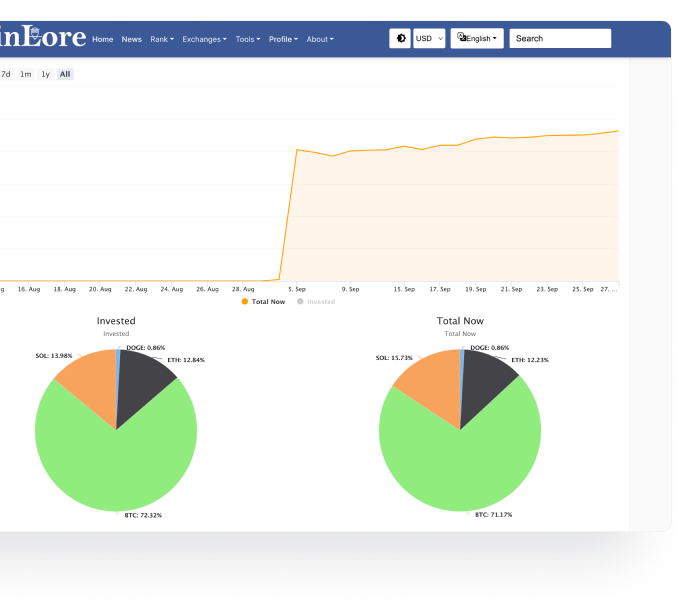 inLore Home News Rank Exchanges Tools Profile About USD English Search
7d 1m 1y All
g 16. Aug 18. Aug 20. Aug 22. Aug 24. Aug 26. Aug 28. Aug 5. Sep 9. Sep 15. Sep 17. Sep 19. Sep 21. Sep 23. Sep 25. Sep 27. ...
Total Now Invested
Invested Total Now
Invested Total Now
DOGE: 0.86% DOGE: 0.86%
SOL: 13.98% ETH: 12.84% SOL: 15.73% ETH: 12.23%
BTC: 72.32% BTC: 71.17%